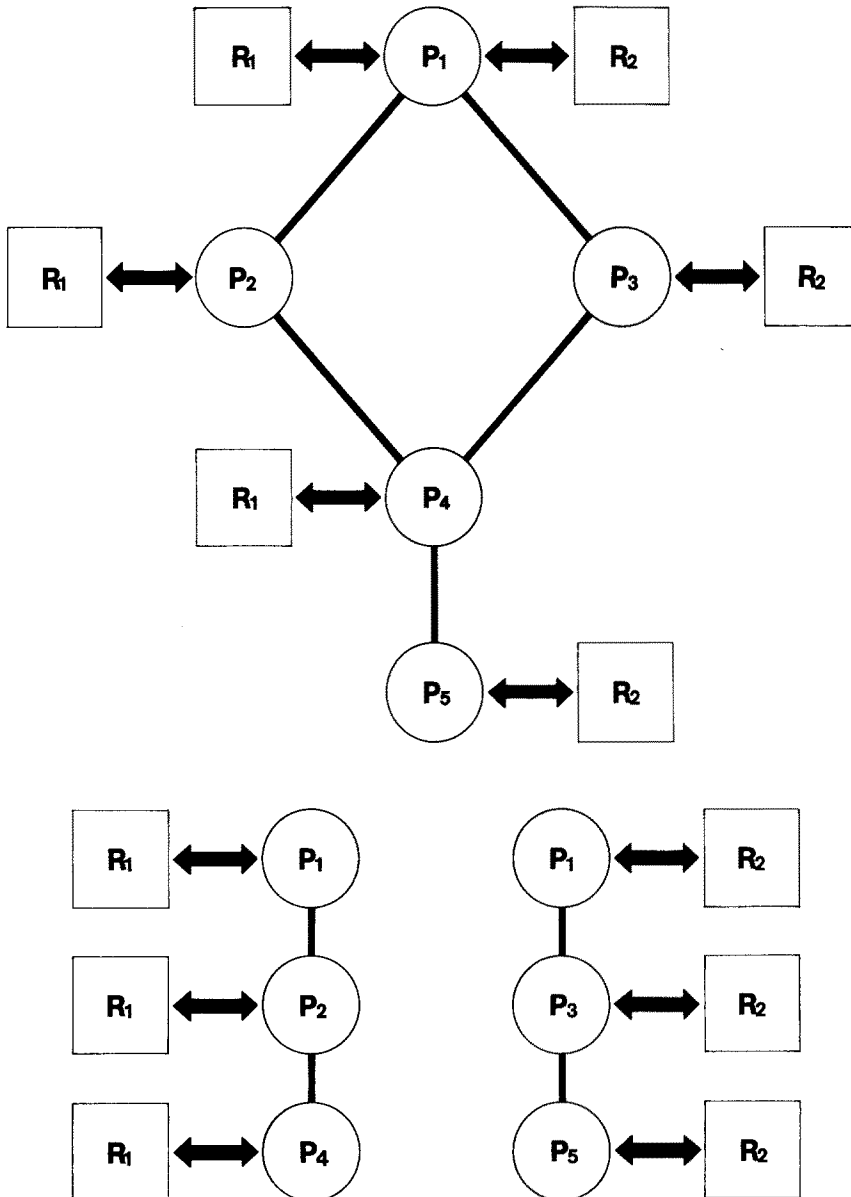 R₁ P₁ R₂
R₁ P₂ P₃ R₂
R₁ P₄
P₅ R₂
R₁ P₁ P₁ R₂
R₁ P₂ P₃ R₂
R₁ P₄ P₅ R₂